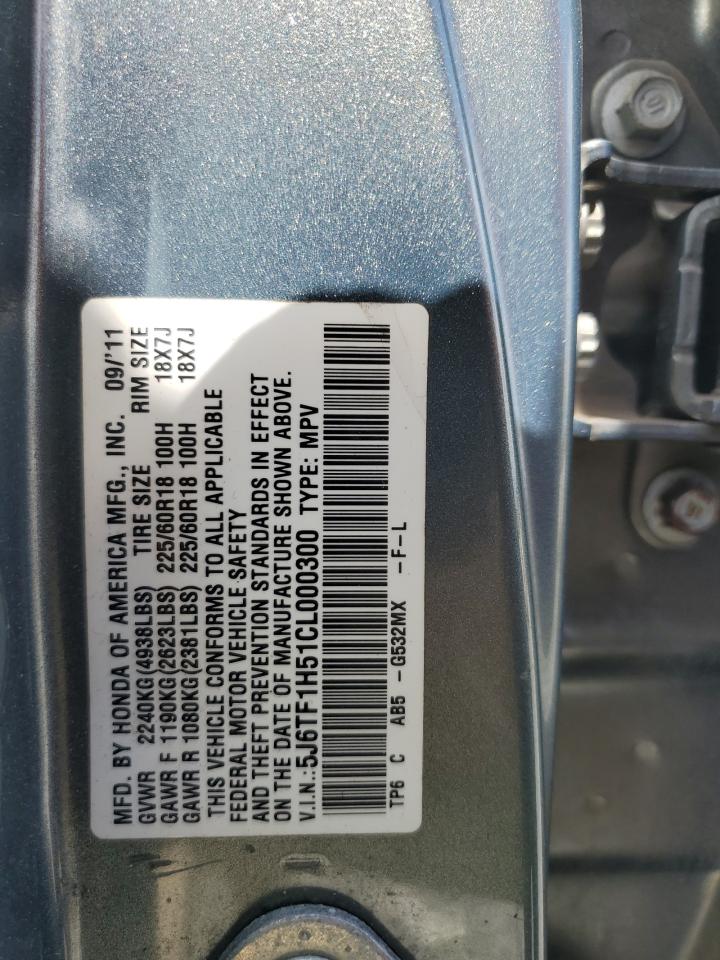 MFD. BY HONDA OF AMERICA MFG., INC. 09/'11
GVWR 2240KG(4938LBS) TIRE SIZE RIM SIZE
GAWR F 1190KG(2623LBS) 225/60R18 100H 18X7J
GAWR R 1080KG(2381LBS) 225/60R18 100H 18X7J
THIS VEHICLE CONFORMS TO ALL APPLICABLE
FEDERAL MOTOR VEHICLE SAFETY
AND THEFT PREVENTION STANDARDS IN EFFECT
ON THE DATE OF MANUFACTURE SHOWN ABOVE.
V.I.N.:5J6TF1H51CL000300 TYPE: MPV
TP6 C AB5 -G532MX -F-L